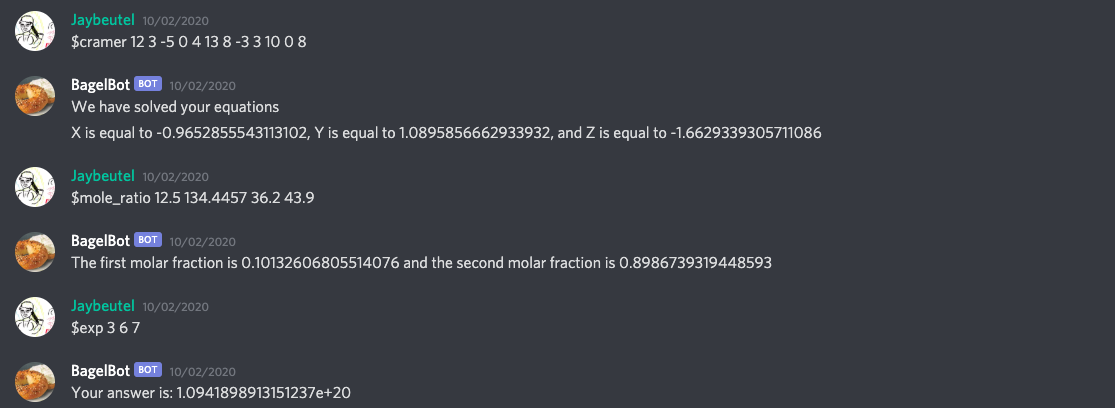 Jaybeutel 10/02/2020
$cramer 12 3 -5 0 4 13 8 -3 3 10 0 8
BagelBot BOT 10/02/2020
We have solved your equations
X is equal to -0.9652855543113102, Y is equal to 1.0895856662933932, and Z is equal to -1.6629339305711086
Jaybeutel 10/02/2020
$mole_ratio 12.5 134.4457 36.2 43.9
BagelBot BOT 10/02/2020
The first molar fraction is 0.10132606805514076 and the second molar fraction is 0.8986739319448593
Jaybeutel 10/02/2020
$exp 3 6 7
BagelBot BOT 10/02/2020
Your answer is: 1.0941898913151237e+20